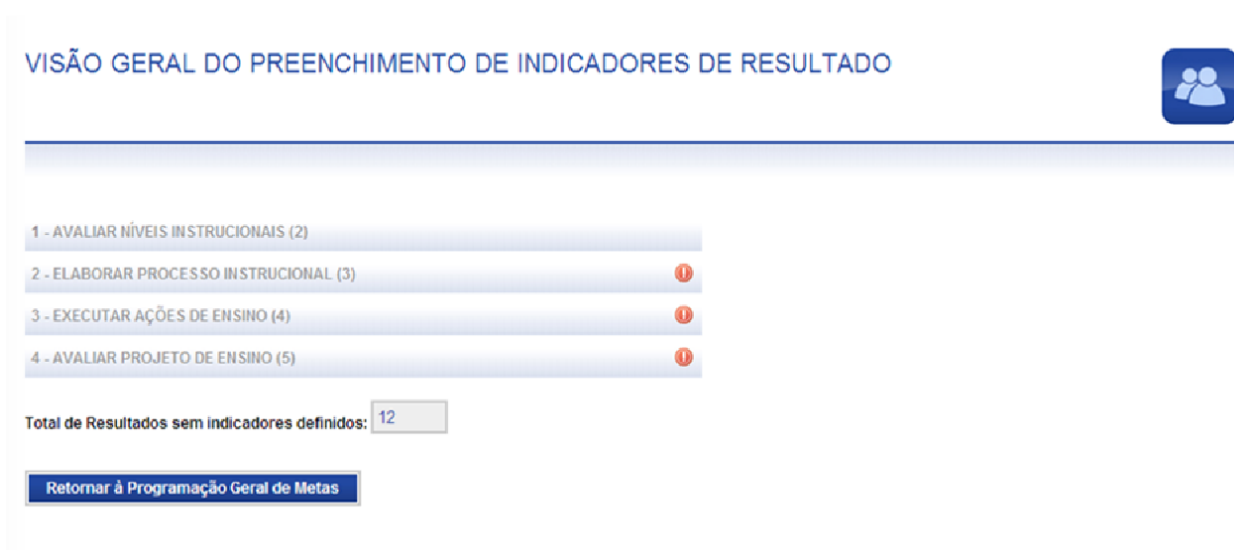 VISÃO GERAL DO PREENCHIMENTO DE INDICADORES DE RESULTADO
1 - AVALIAR NÍVEIS INSTRUCIONAIS (2)
2 - ELABORAR PROCESSO INSTRUCIONAL (3)
3 - EXECUTAR AÇÕES DE ENSINO (4)
4 - AVALIAR PROJETO DE ENSINO (5)
Total de Resultados sem indicadores definidos: 12
Retornar à Programação Geral de Metas